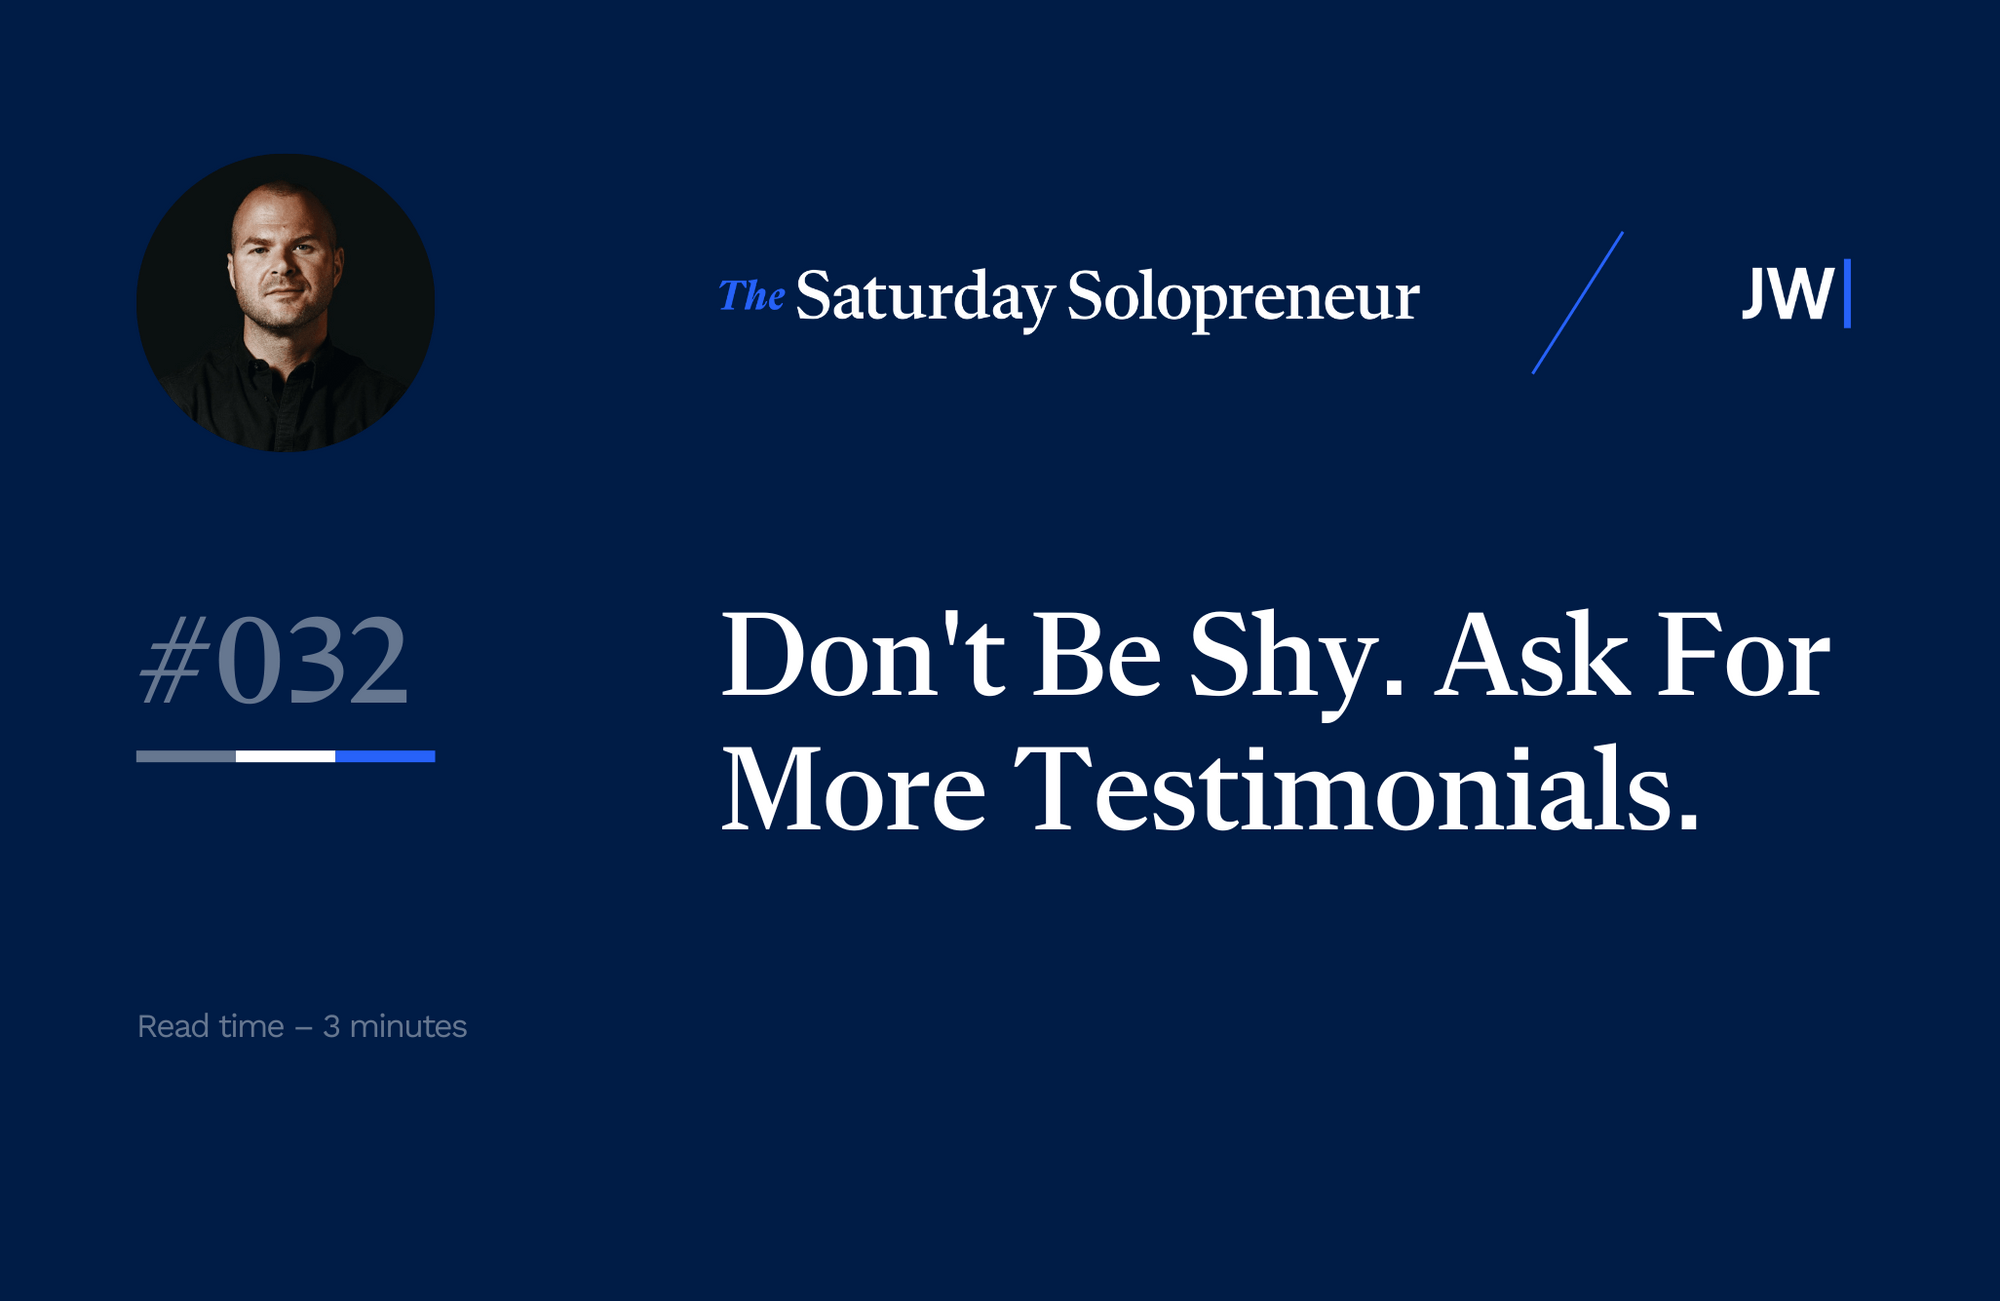 The Saturday Solopreneur
JW
#032
Don't Be Shy. Ask For
More Testimonials.
Read time – 3 minutes